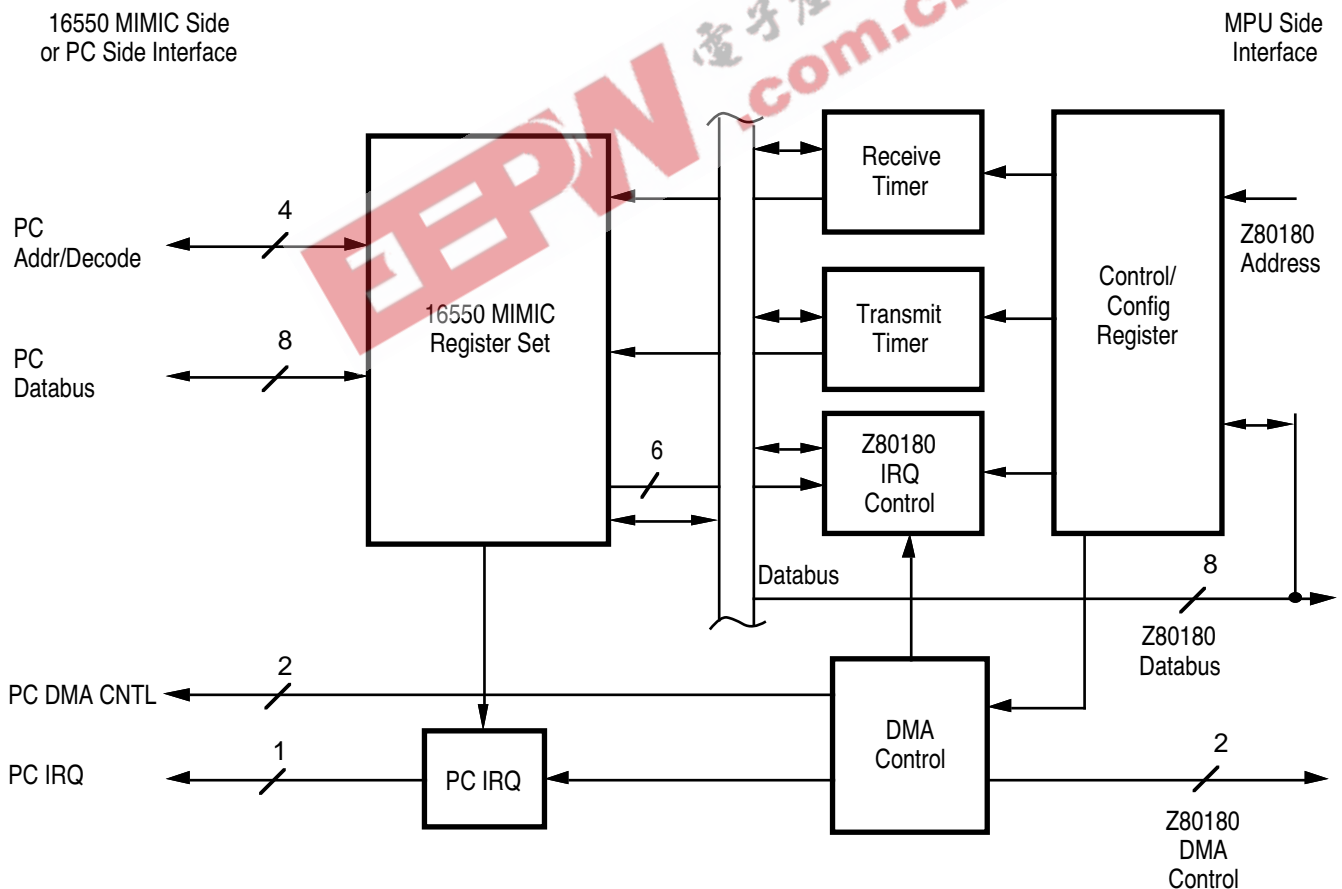 16550 MIMIC Side
or PC Side Interface
MPU Side
Interface
EEPW
.com.c
Receive
Timer
PC
Addr/Decode
4
Z80180
Address
16550 MIMIC
Register Set
Transmit
Timer
Control/
Config
Register
PC
Databus
8
6
Z80180
IRQ
Control
Databus
8
Z80180
Databus
PC DMA CNTL
2
DMA
Control
PC IRQ
1
PC IRQ
2
Z80180
DMA
Control